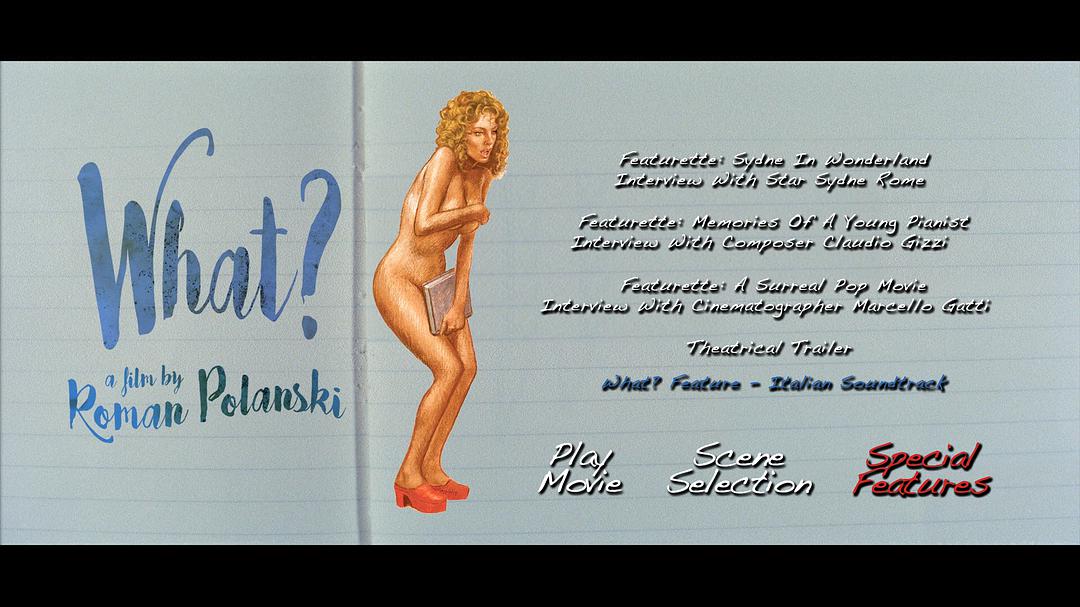 What?
a film by
Roman Polanski
Featurette: Sydne In Wonderland
Interview With Star Sydne Rome
Featurette: Memories Of A Young Pianist
Interview With Composer Claudio Gizzi
Featurette: A Surreal Pop Movie
Interview With Cinematographer Marcello Gatti
Theatrical Trailer
What? Feature - Italian Soundtrack
Play
Movie
Scene
Selection
Special
Features